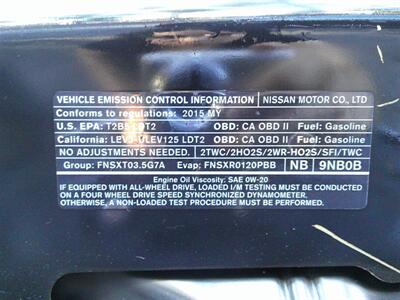 VEHICLE EMISSION CONTROL INFORMATION | NISSAN MOTOR CO., LTD
Conforms to regulations: 2015 MY
U.S. EPA: T2B5 LDT2 OBD: CA OBD II Fuel: Gasoline
California: LEV3-ULEV125 LDT2 OBD: CA OBD II Fuel: Gasoline
NO ADJUSTMENTS NEEDED. 2TWC/2HO2S/2WR-HO2S/SFI/TWC
Group: FNSXT03.5G7A Evap: FNSXR0120PBB NB 9NB0B
Engine Oil Viscosity: SAE 0W-20
IF EQUIPPED WITH ALL-WHEEL DRIVE, LOADED I/M TESTING MUST BE CONDUCTED
ON A FOUR WHEEL DRIVE SPEED SYNCHRONIZED DYNAMOMETER.
OTHERWISE, A NON-LOADED TEST PROCEDURE MUST BE PERFORMED.